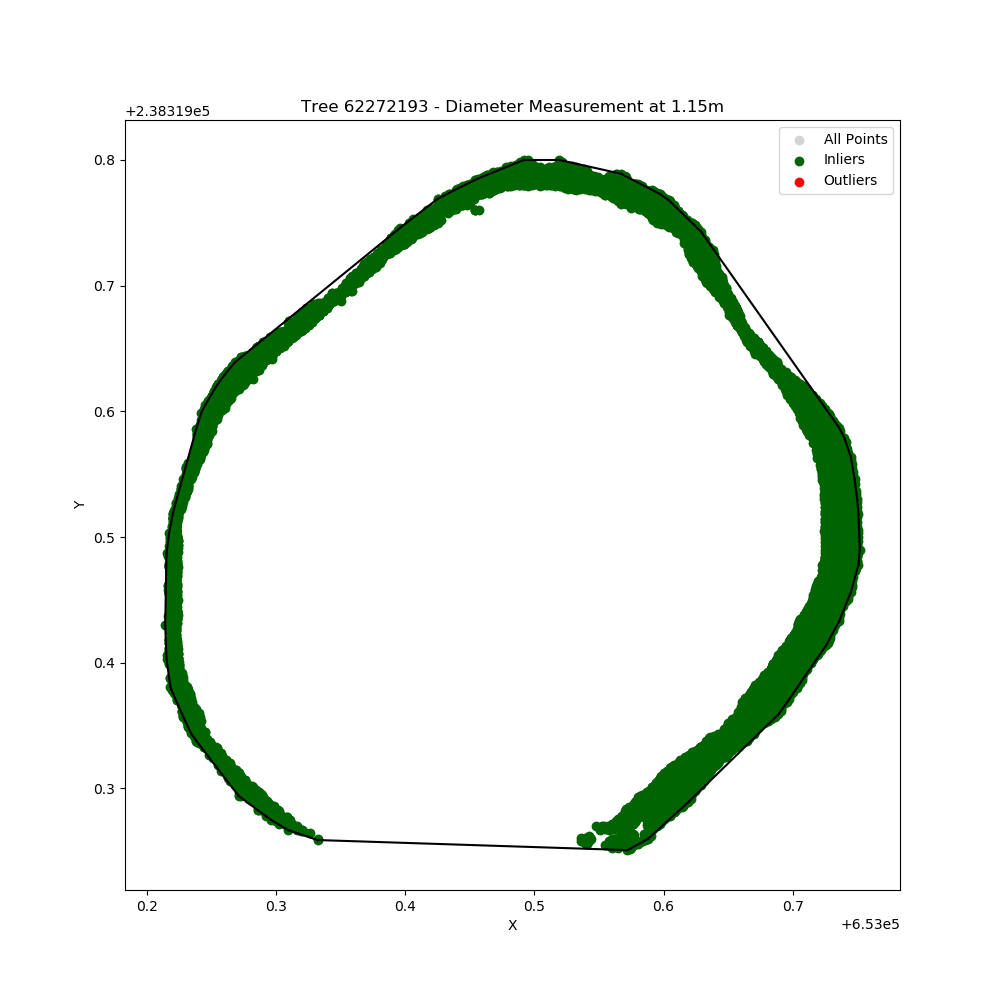 Tree 62272193 - Diameter Measurement at 1.15m
+2.38319e5
All Points
Inliers
Outliers
0.8
0.7
0.6
0.5
0.4
0.3
Y
0.2 0.3 0.4 0.5 0.6 0.7
X
+6.53e5